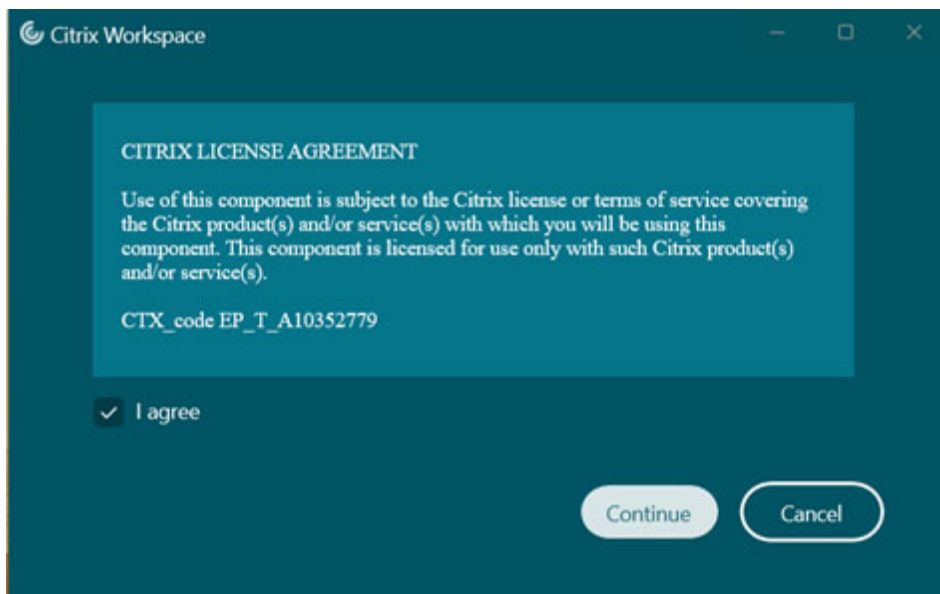 Citrix Workspace
CITRIX LICENSE AGREEMENT
Use of this component is subject to the Citrix license or terms of service covering
the Citrix product(s) and/or service(s) with which you will be using this
component. This component is licensed for use only with such Citrix product(s)
and/or service(s).
CTX_code EP_T_A10352779
I agree
Continue
Cancel